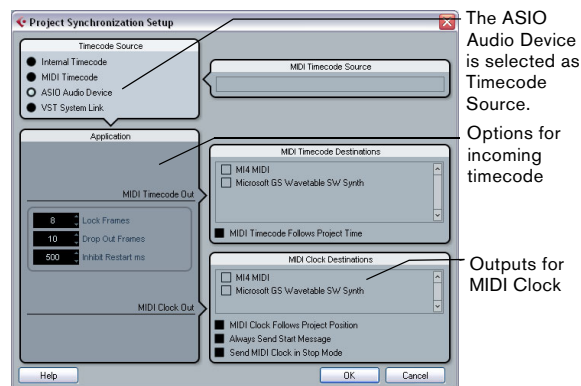 Project Synchronization Setup
Timecode Source
Internal Timecode
MIDI Timecode
ASIO Audio Device
VST System Link
MIDI Timecode Source
Application
MIDI Timecode Out
8 Lock Frames
10 Drop Out Frames
500 Inhibit Restart ms
MIDI Clock Out
MIDI Timecode Destinations
MI4 MIDI
Microsoft GS Wavetable SW Synth
MIDI Timecode Follows Project Time
MIDI Clock Destinations
MI4 MIDI
Microsoft GS Wavetable SW Synth
MIDI Clock Follows Project Position
Always Send Start Message
Send MIDI Clock in Stop Mode
Help
OK
Cancel
The ASIO
Audio Device
is selected as
Timecode
Source.
Options for
incoming
timecode
Outputs for
MIDI Clock